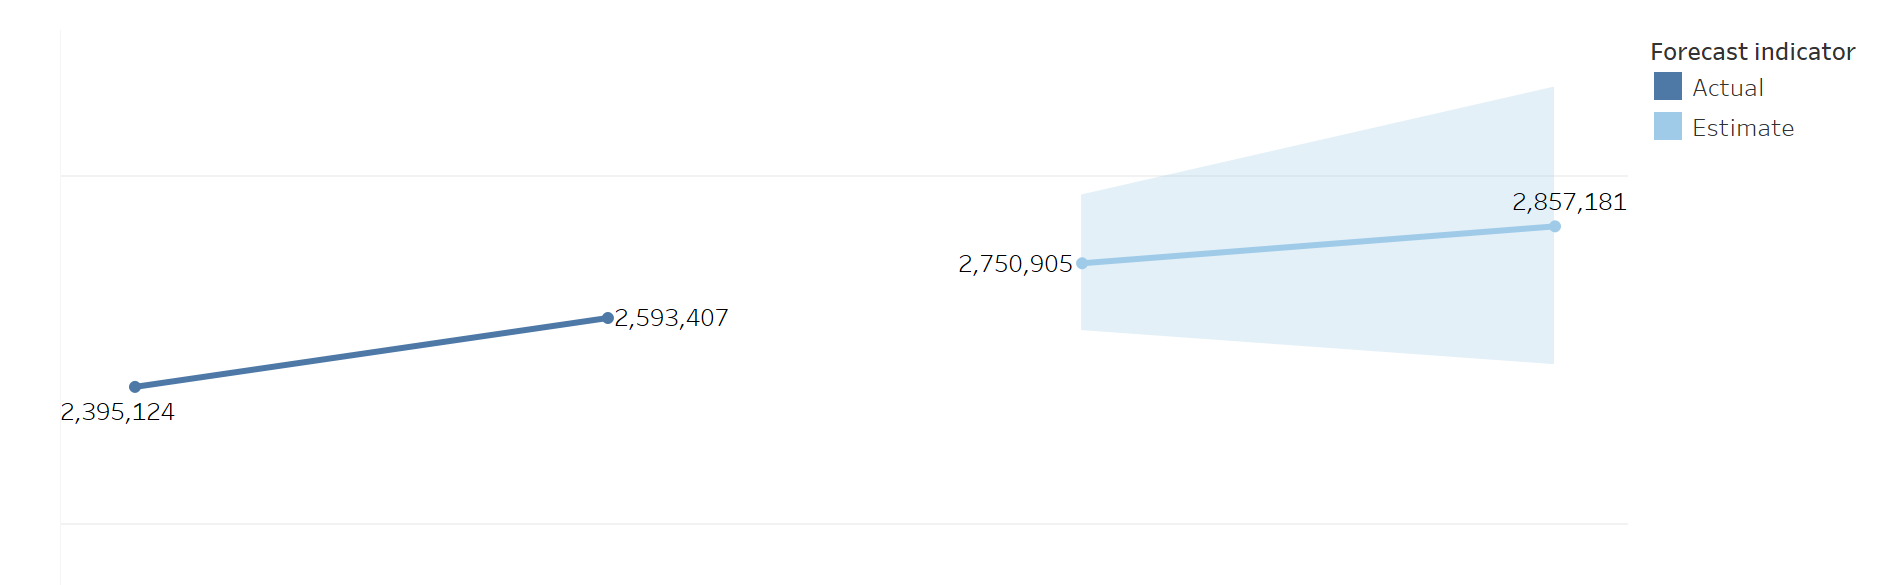 Forecast indicator
Actual
Estimate
2,857,181
2,750,905
2,593,407
2,395,124